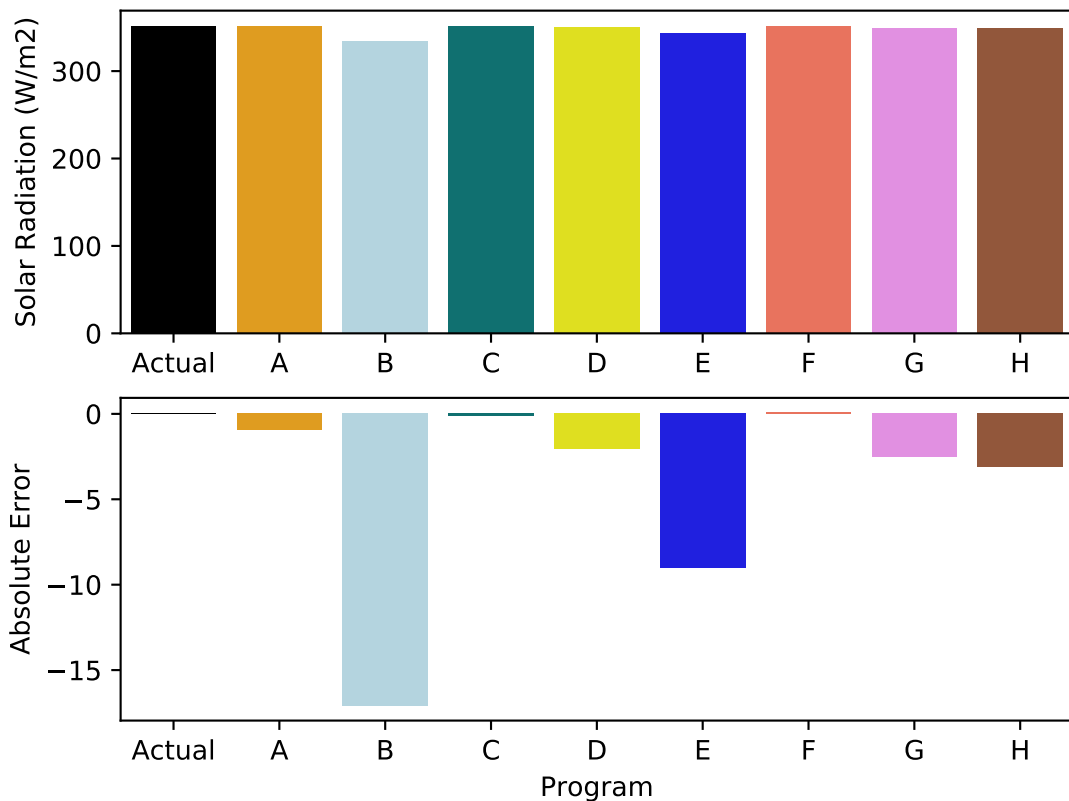 Solar Radiation (W/m2)
300
200
100
0
Actual A B C D E F G H
Absolute Error
0
−5
−10
−15
Actual A B C D E F G H
Program